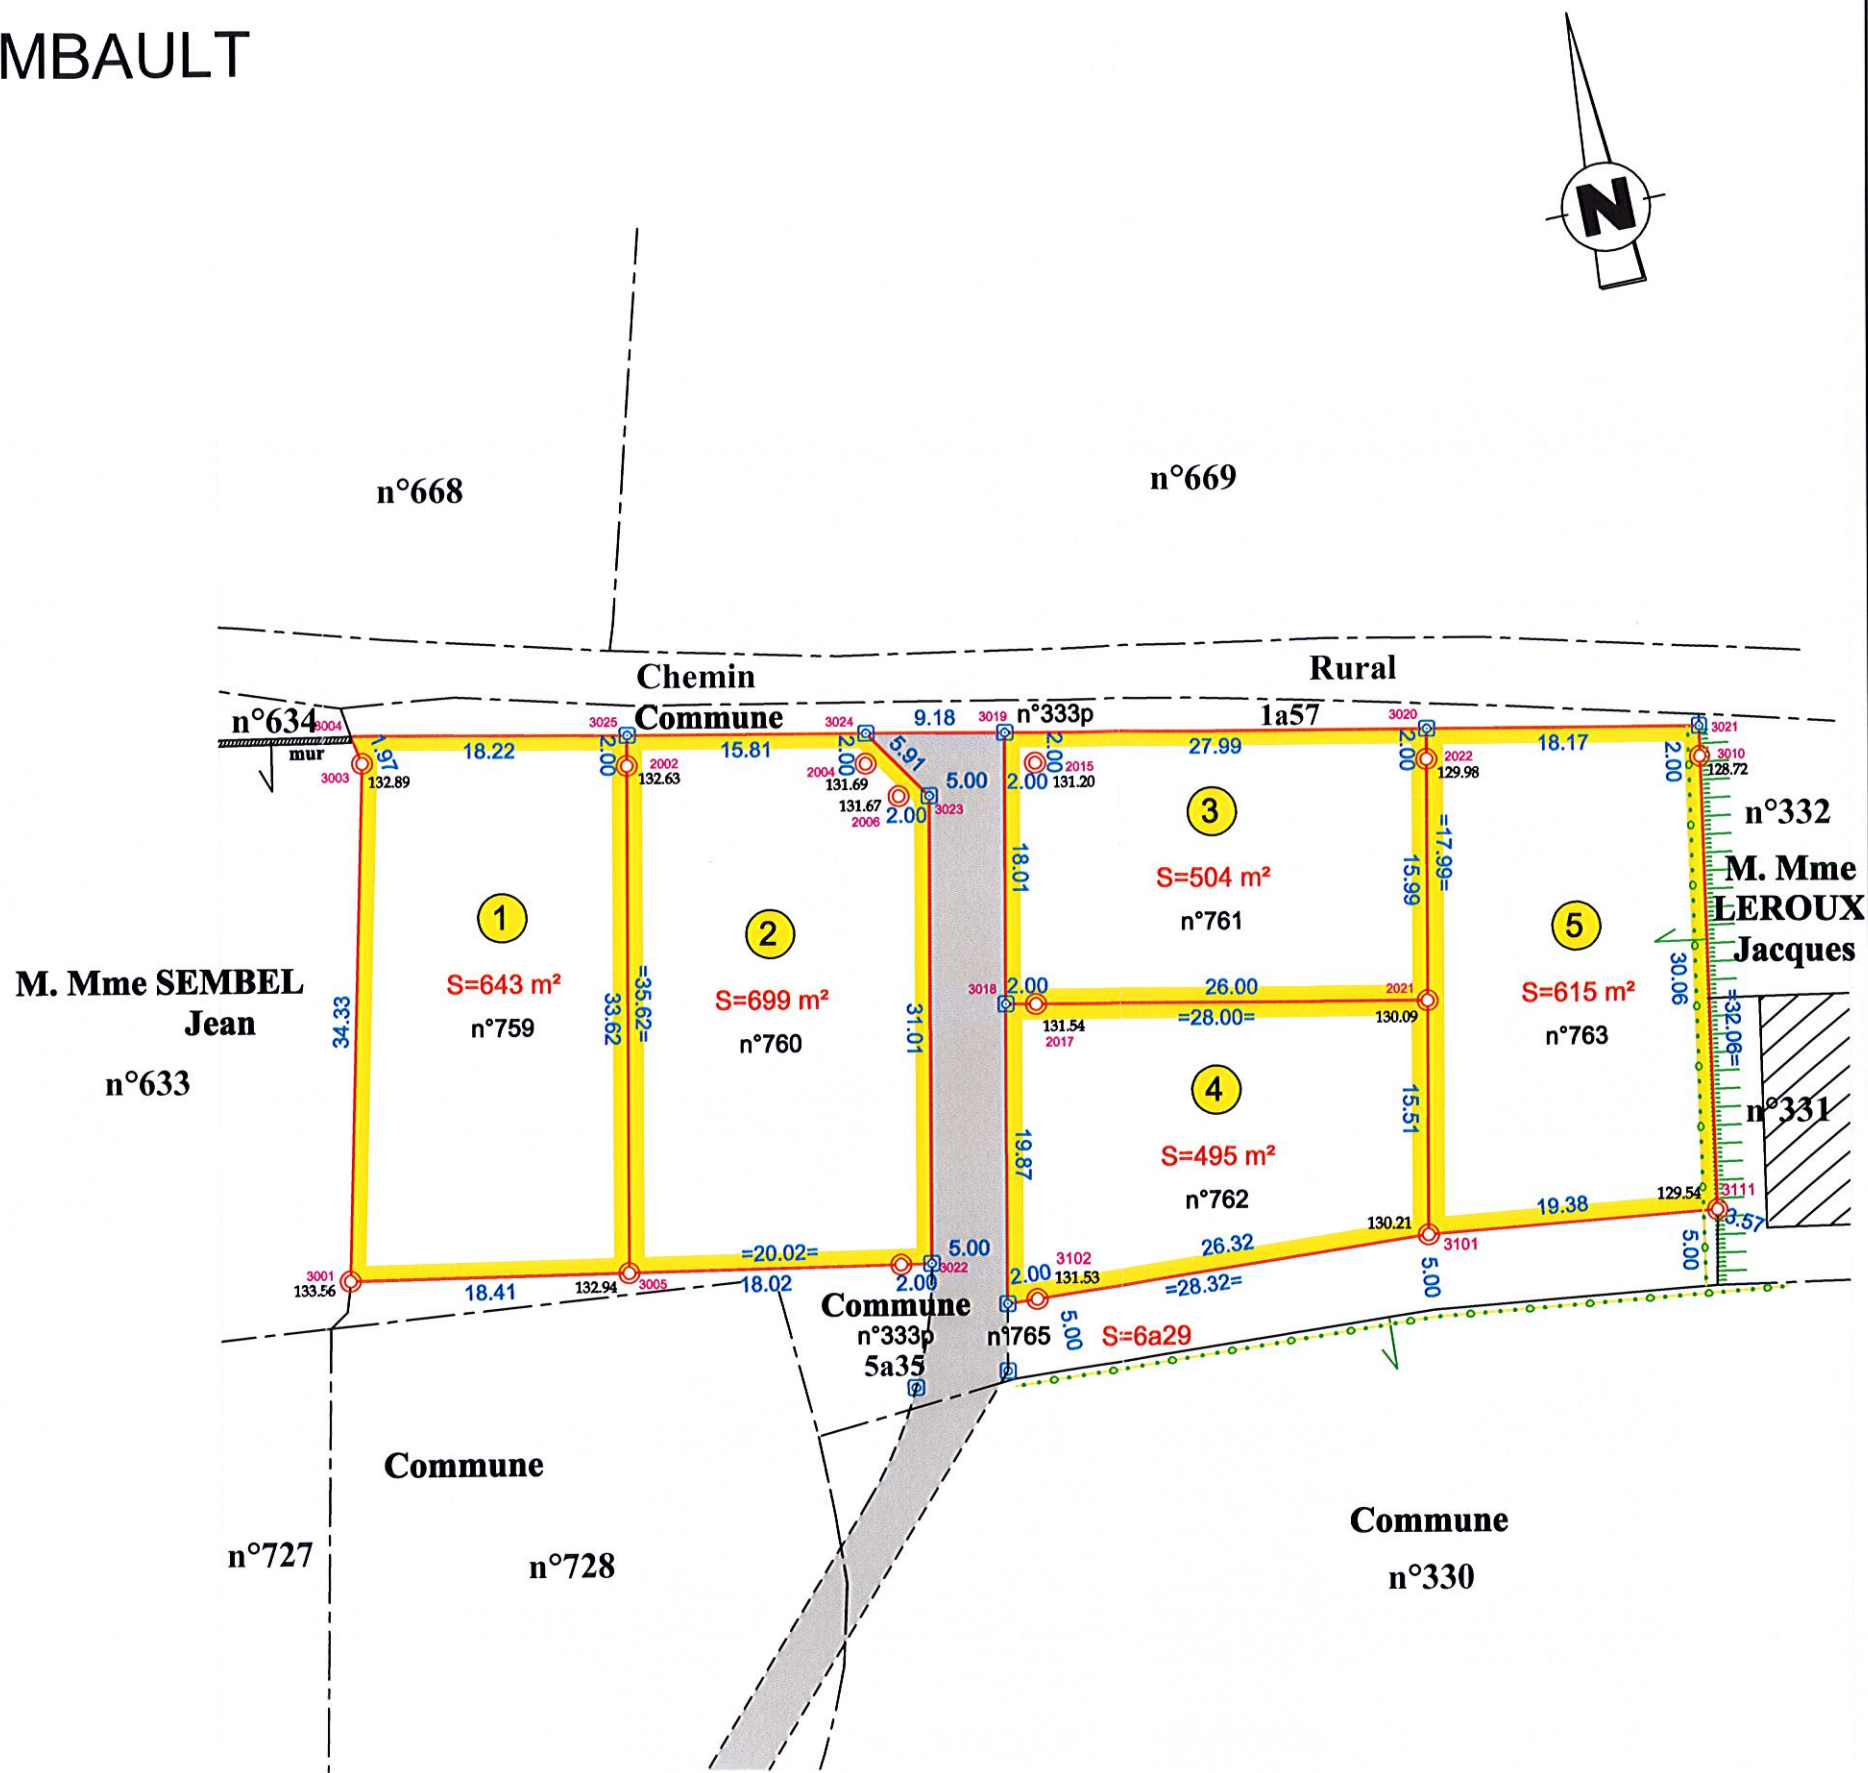 MBAULT
N
n°668
n°669
Chemin
Rural
n°634
mur
Commune
n°333p
1a57
3004
3025
3024
9.18
3019
3020
3021
1.97
18.22
2.00
15.81
2.00
5.91
2.00
27.99
2.00
18.17
2.00
3003
132.89
2002
132.63
2004
131.69
131.67
2006
2.00
3023
5.00
2.00
2015
131.20
2022
129.98
3010
128.72
n°332
M. Mme
LEROUX
Jacques
1
S=643 m²
n°759
2
S=699 m²
n°760
3
S=504 m²
n°761
5
S=615 m²
n°763
18.01
15.99
=17.99=
M. Mme SEMBEL
Jean
n°633
34.33
33.62
=35.62=
31.01
3018
2.00
26.00
2021
131.54
2017
=28.00=
130.09
30.06
=32.06=
n°331
4
S=495 m²
n°762
19.87
15.51
3001
133.56
18.41
132.94
3005
=20.02=
18.02
2.00
3022
5.00
2.00
3102
131.53
26.32
=28.32=
130.21
3101
19.38
129.54
3111
3.57
5.00
5.00
5.00
Commune
n°333p
5a35
n°765
S=6a29
Commune
n°727
n°728
Commune
n°330